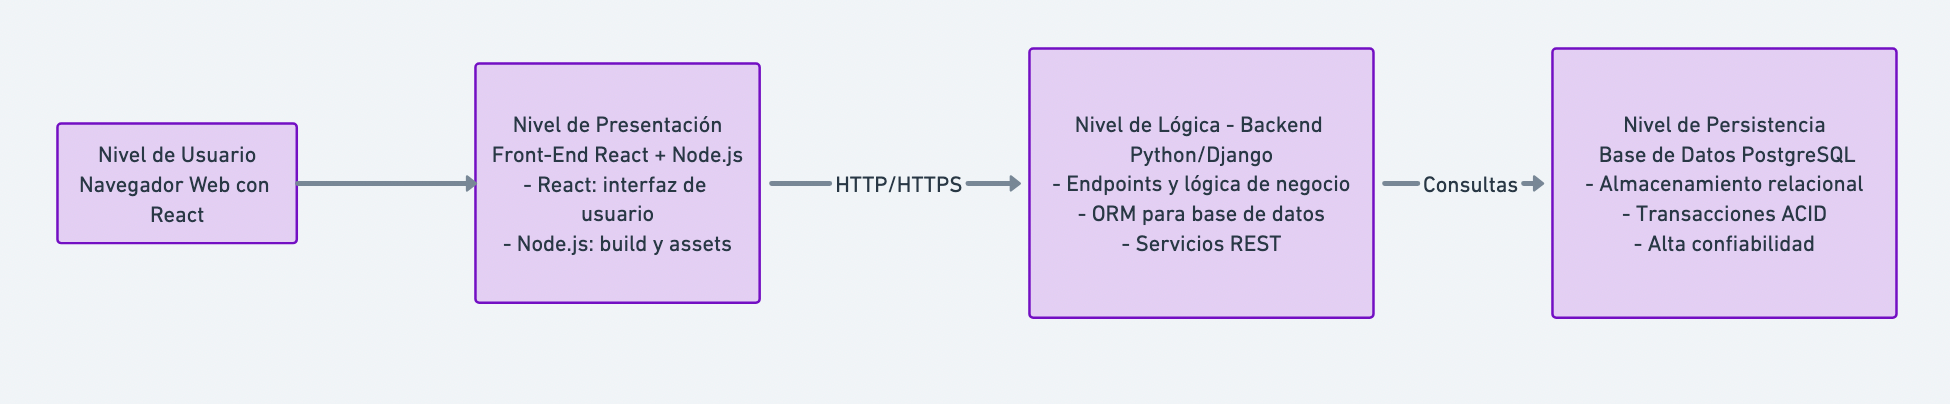 Nivel de Usuario
Navegador Web con
React
Nivel de Presentación
Front-End React + Node.js
- React: interfaz de
usuario
- Node.js: build y assets
HTTP/HTTPS
Nivel de Lógica - Backend
Python/Django
- Endpoints y lógica de negocio
- ORM para base de datos
- Servicios REST
Consultas
Nivel de Persistencia
Base de Datos PostgreSQL
- Almacenamiento relacional
- Transacciones ACID
- Alta confiabilidad